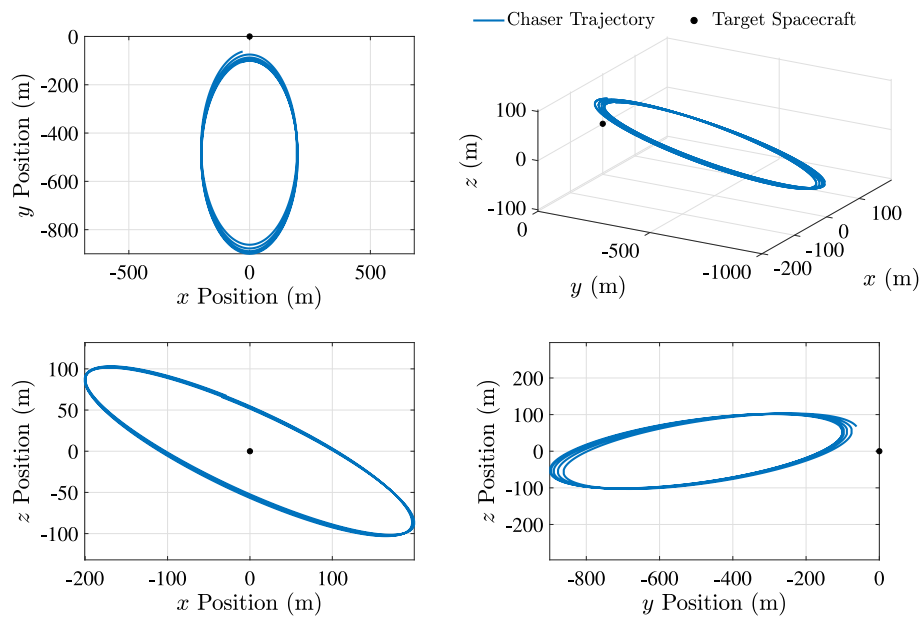 Chaser Trajectory Target Spacecraft
0
-200
-400
-600
-800
y Position (m)
-500 0 500
x Position (m)
100
0
-100
z (m)
0
-500
-1000
y (m)
-200
-100
0
100
x (m)
100
50
0
-50
-100
z Position (m)
-200 -100 0 100
x Position (m)
200
100
0
-100
-200
z Position (m)
-800 -600 -400 -200 0
y Position (m)